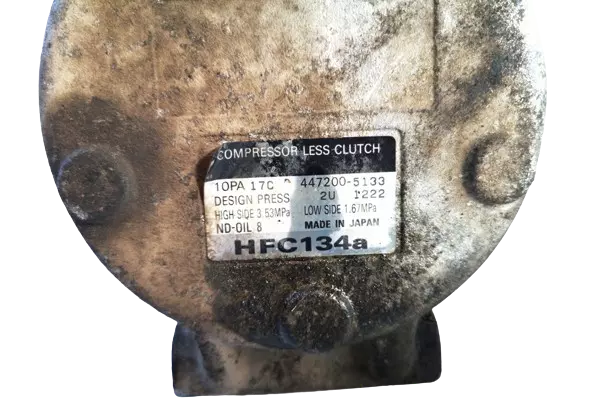 COMPRESSOR LESS CLUTCH
10PA 17C 447200-5133
DESIGN PRESS 2U 1222
HIGH SIDE 3.53MPa LOW SIDE 1.67MPa
ND-OIL 8 MADE IN JAPAN
HFC134a